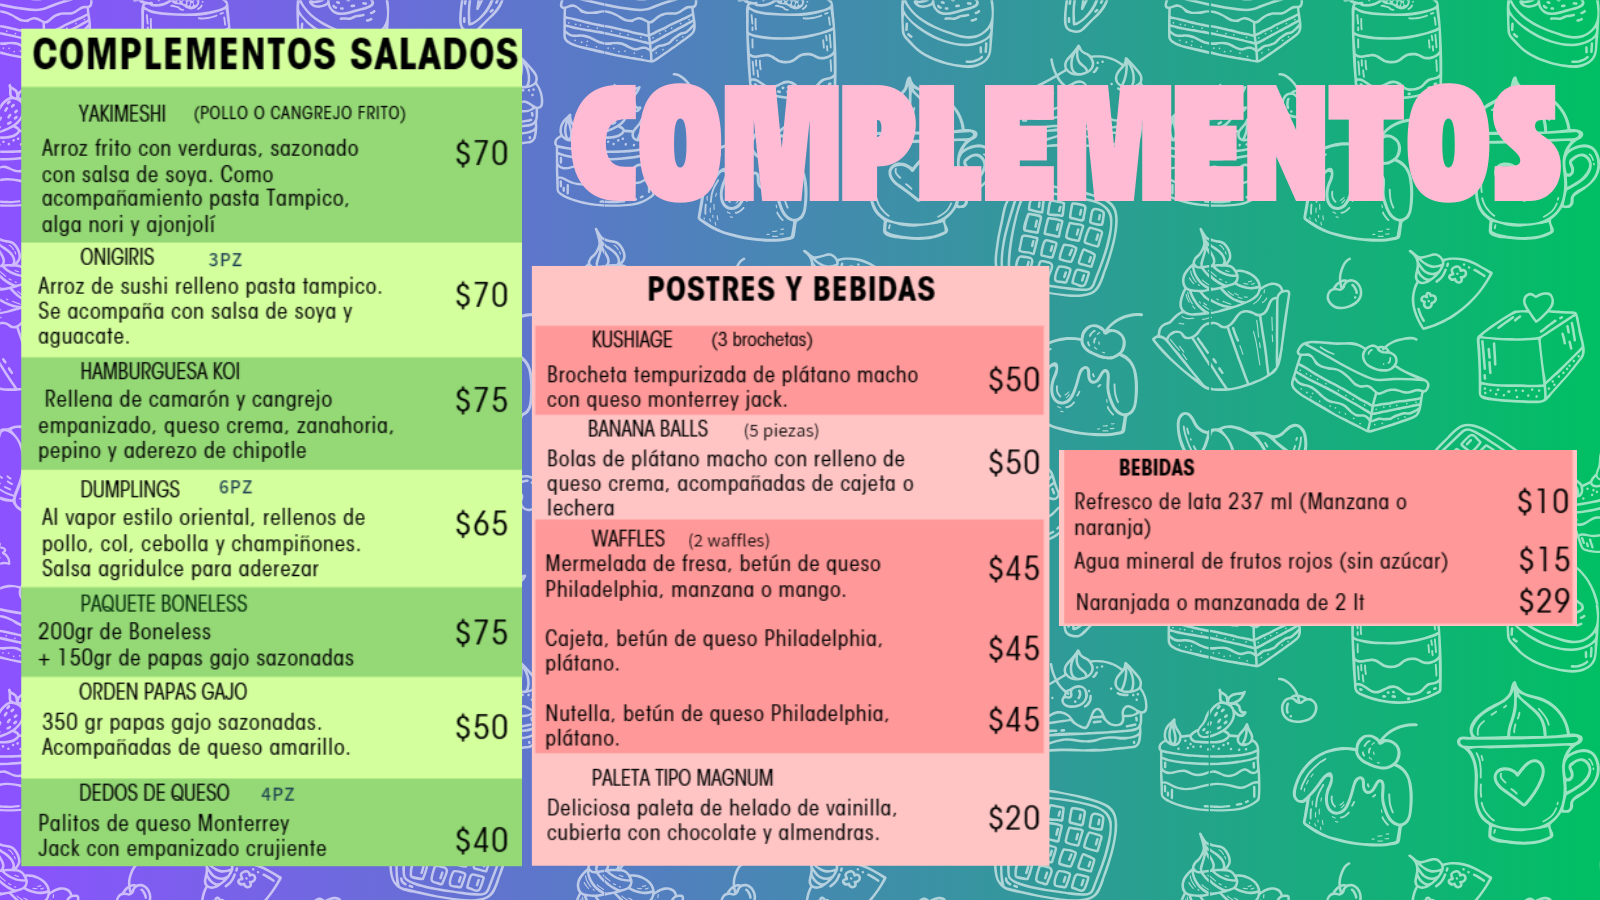 COMPLEMENTOS SALADOS
YAKIMESHI (POLLO O CANGREJO FRITO)
Arroz frito con verduras, sazonado
con salsa de soya. Como
acompañamiento pasta Tampico,
alga nori y ajonjolí
$70
ONIGIRIS 3PZ
Arroz de sushi relleno pasta tampico.
Se acompaña con salsa de soya y
aguacate.
$70
HAMBURGUESA KOI
Rellena de camarón y cangrejo
empanizado, queso crema, zanahoria,
pepino y aderezo de chipotle
$75
DUMPLINGS 6PZ
Al vapor estilo oriental, rellenos de
pollo, col, cebolla y champiñones.
Salsa agridulce para aderezar
$65
PAQUETE BONELESS
200gr de Boneless
+ 150gr de papas gajo sazonadas
$75
ORDEN PAPAS GAJO
350 gr papas gajo sazonadas.
Acompañadas de queso amarillo.
$50
DEDOS DE QUESO 4PZ
Palitos de queso Monterrey
Jack con empanizado crujiente
$40
COMPLEMENTOS
POSTRES Y BEBIDAS
KUSHIAGE (3 brochetas)
Brocheta tempurizada de plátano macho
con queso monterrey jack.
$50
BANANA BALLS (5 piezas)
Bolas de plátano macho con relleno de
queso crema, acompañadas de cajeta o
lechera
$50
WAFFLES (2 waffles)
Mermelada de fresa, betún de queso
Philadelphia, manzana o mango.
$45
Cajeta, betún de queso Philadelphia,
plátano.
$45
Nutella, betún de queso Philadelphia,
plátano.
$45
PALETA TIPO MAGNUM
Deliciosa paleta de helado de vainilla,
cubierta con chocolate y almendras.
$20
BEBIDAS
Refresco de lata 237 ml (Manzana o
naranja)
$10
Agua mineral de frutos rojos (sin azúcar) $15
Naranjada o manzanada de 2 lt $29